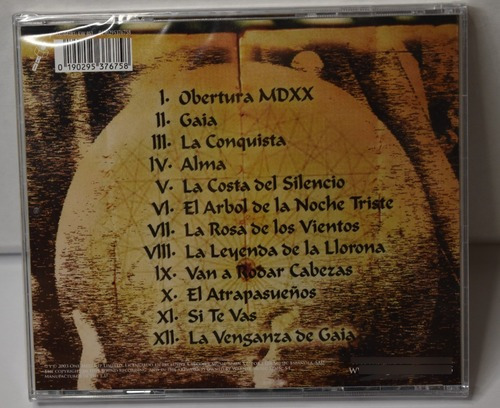 0 190295 376758
I. Obertura MDXX
II. Gaia
III. La Conquista
IV. Alma
V. La Costa del Silencio
VI. El Arbol de la Noche Triste
VII. La Rosa de los Vientos
VIII. La Leyenda de la Llorona
IX. Van a Rodar Cabezas
X. El Atrapasueños
XI. Si Te Vas
XII. La Venganza de Gaia